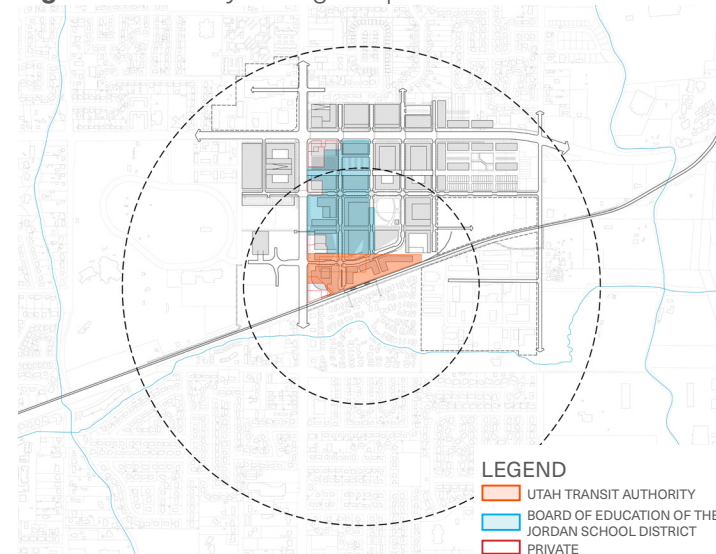 LEGEND
UTAH TRANSIT AUTHORITY
BOARD OF EDUCATION OF THE
JORDAN SCHOOL DISTRICT
PRIVATE